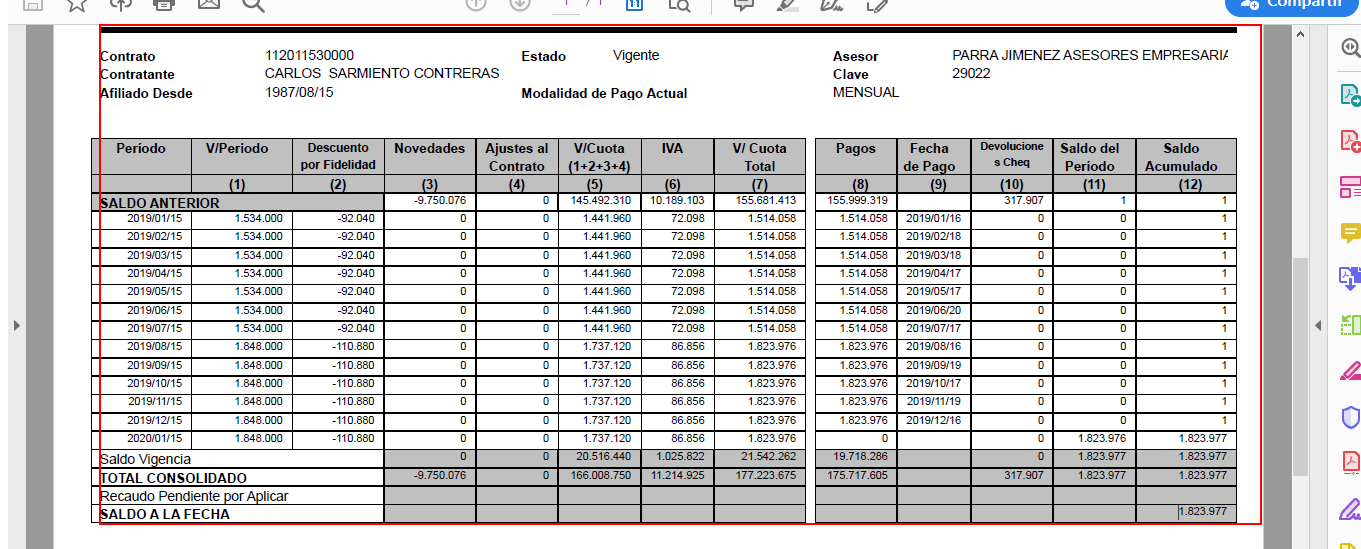 1 / 1
1:1
Compartir
Contrato 112011530000 Estado Vigente Asesor PARRA JIMENEZ ASESORES EMPRESARIA
Contratante CARLOS SARMIENTO CONTRERAS Clave 29022
Afiliado Desde 1987/08/15 Modalidad de Pago Actual MENSUAL
Período V/Periodo Descuento por Fidelidad Novedades Ajustes al Contrato V/Cuota (1+2+3+4) IVA V/ Cuota Total Pagos Fecha de Pago Devolucione s Cheq Saldo del Período Saldo Acumulado
(1) (2) (3) (4) (5) (6) (7) (8) (9) (10) (11) (12)
SALDO ANTERIOR -9.750.076 0 145.492.310 10.189.103 155.681.413 155.999.319 317.907 1 1
2019/01/15 1.534.000 -92.040 0 0 1.441.960 72.098 1.514.058 1.514.058 2019/01/16 0 0 1
2019/02/15 1.534.000 -92.040 0 0 1.441.960 72.098 1.514.058 1.514.058 2019/02/18 0 0 1
2019/03/15 1.534.000 -92.040 0 0 1.441.960 72.098 1.514.058 1.514.058 2019/03/18 0 0 1
2019/04/15 1.534.000 -92.040 0 0 1.441.960 72.098 1.514.058 1.514.058 2019/04/17 0 0 1
2019/05/15 1.534.000 -92.040 0 0 1.441.960 72.098 1.514.058 1.514.058 2019/05/17 0 0 1
2019/06/15 1.534.000 -92.040 0 0 1.441.960 72.098 1.514.058 1.514.058 2019/06/20 0 0 1
2019/07/15 1.534.000 -92.040 0 0 1.441.960 72.098 1.514.058 1.514.058 2019/07/17 0 0 1
2019/08/15 1.848.000 -110.880 0 0 1.737.120 86.856 1.823.976 1.823.976 2019/08/16 0 0 1
2019/09/15 1.848.000 -110.880 0 0 1.737.120 86.856 1.823.976 1.823.976 2019/09/19 0 0 1
2019/10/15 1.848.000 -110.880 0 0 1.737.120 86.856 1.823.976 1.823.976 2019/10/17 0 0 1
2019/11/15 1.848.000 -110.880 0 0 1.737.120 86.856 1.823.976 1.823.976 2019/11/19 0 0 1
2019/12/15 1.848.000 -110.880 0 0 1.737.120 86.856 1.823.976 1.823.976 2019/12/16 0 0 1
2020/01/15 1.848.000 -110.880 0 0 1.737.120 86.856 1.823.976 0 0 1.823.976 1.823.977
Saldo Vigencia 0 0 20.516.440 1.025.822 21.542.262 19.718.286 0 1.823.977 1.823.977
TOTAL CONSOLIDADO -9.750.076 0 166.008.750 11.214.925 177.223.675 175.717.605 317.907 1.823.977 1.823.977
Recaudo Pendiente por Aplicar
SALDO A LA FECHA 1.823.977